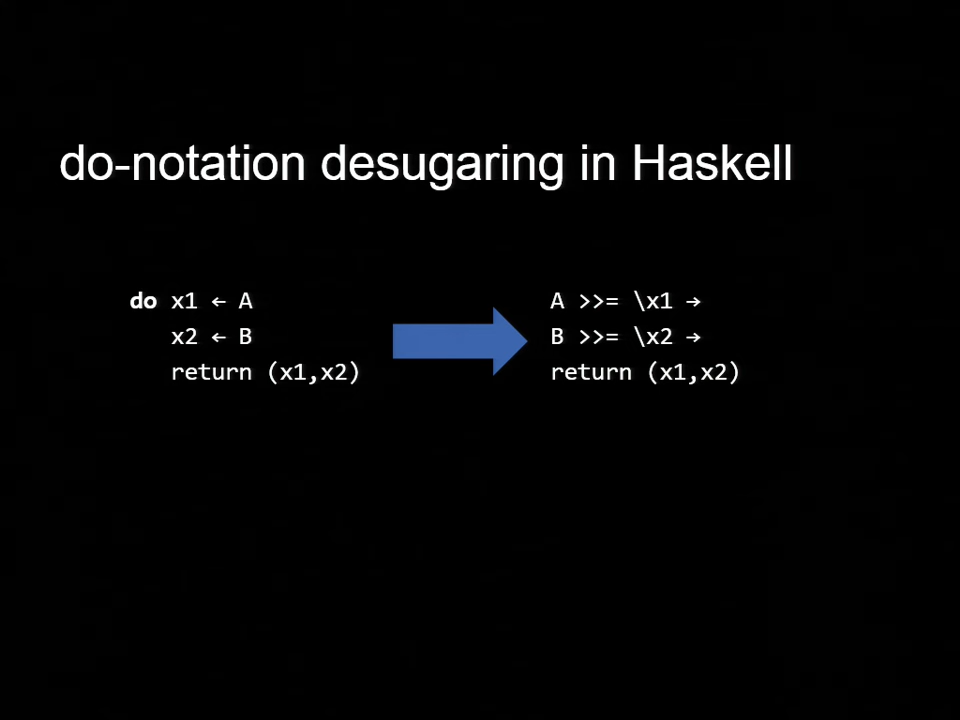 do-notation desugaring in Haskell
do x1 ← A
x2 ← B
return (x1,x2)
A >>= \x1 →
B >>= \x2 →
return (x1,x2)